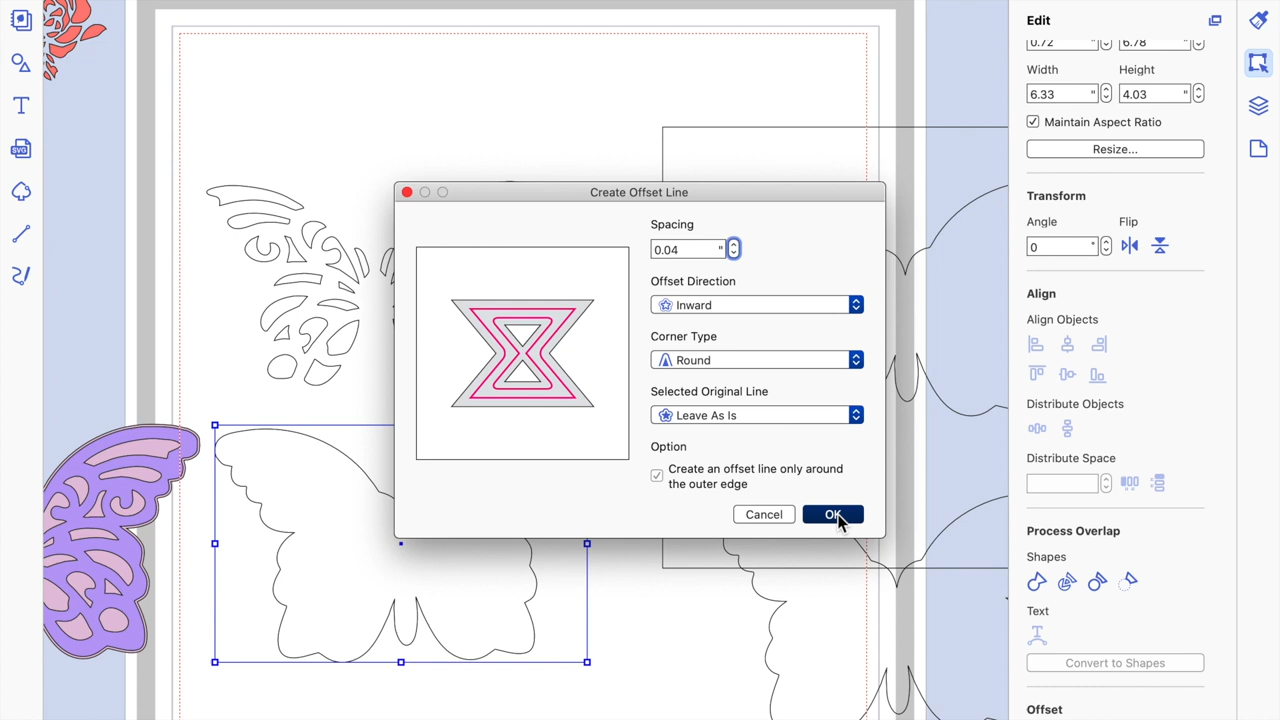 Edit
0.72
6.78
Width
Height
6.33 "
4.03 "
Maintain Aspect Ratio
Resize...
Transform
Angle
Flip
0 °
Align
Align Objects
Distribute Objects
Distribute Space
Process Overlap
Shapes
Text
Convert to Shapes
Offset
T
SVG
Create Offset Line
Spacing
0.04 "
Offset Direction
Inward
Corner Type
Round
Selected Original Line
Leave As Is
Option
Create an offset line only around
the outer edge
Cancel
OK